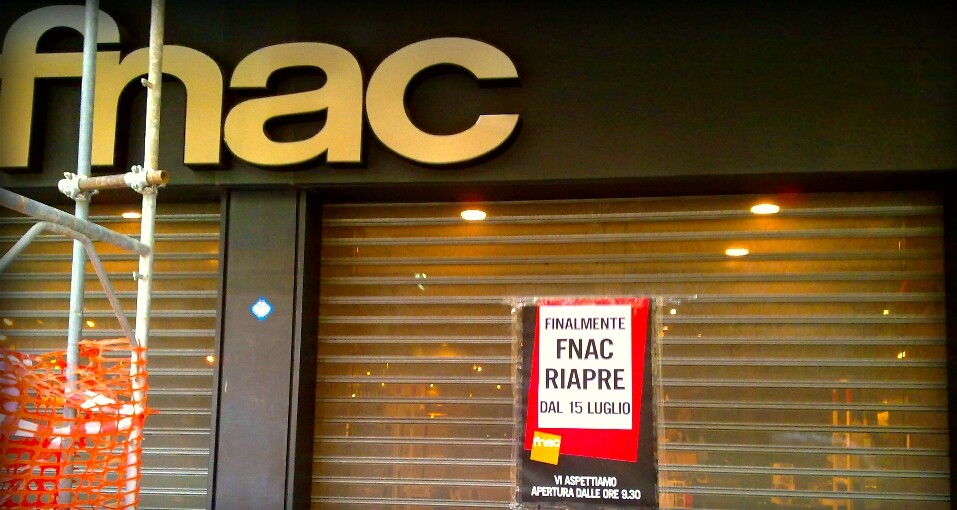 fnac
FINALMENTE
FNAC
RIAPRE
DAL 15 LUGLIO
fnac
VI ASPETTIAMO
APERTURA DALLE ORE 9.30